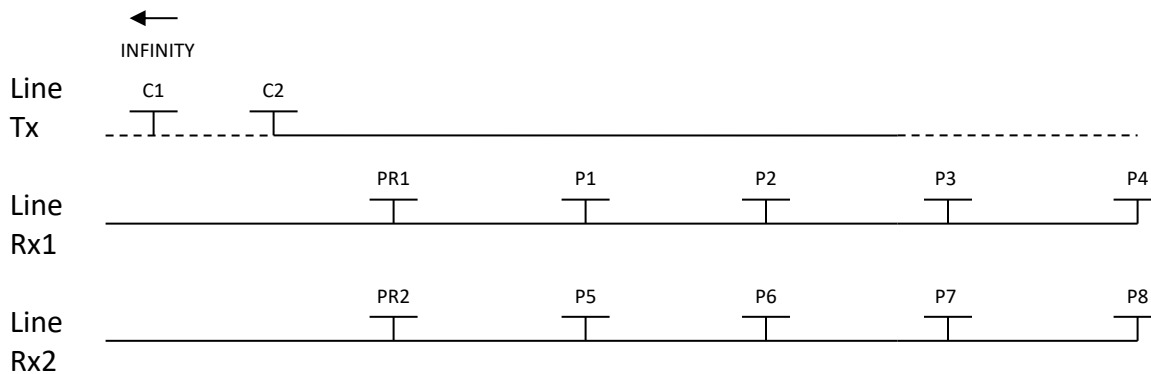 INFINITY
Line Tx
C1 C2
Line Rx1
PR1 P1 P2 P3 P4
Line Rx2
PR2 P5 P6 P7 P8